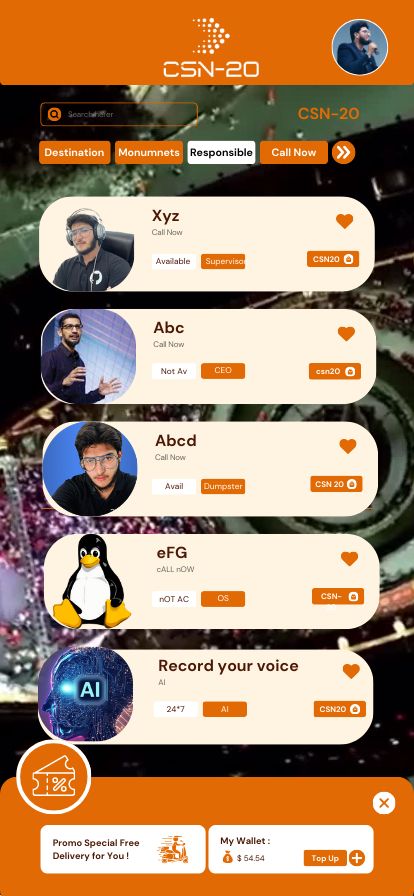 CSN-20
Search hefer
CSN-20
Destination
Monumnets
Responsible
Call Now
Xyz
Call Now
Available
Supervisor
CSN20
Abc
Call Now
Not Av
CEO
csn20
Abcd
Call Now
Avail
Dumpster
CSN 20
eFG
cALL nOW
nOT AC
OS
CSN-
Record your voice
AI
AI
24*7
AI
CSN20
%
Promo Special Free
Delivery for You !
My Wallet :
$ 54.54
Top Up